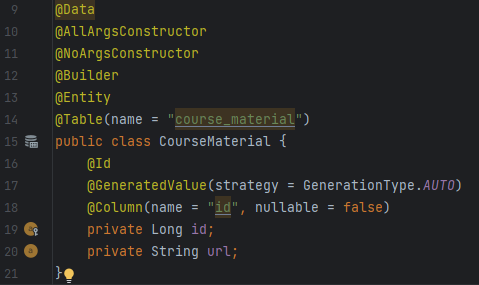 9 @Data
10 @AllArgsConstructor
11 @NoArgsConstructor
12 @Builder
13 @Entity
14 @Table(name = "course_material")
15 public class CourseMaterial {
16 @Id
17 @GeneratedValue(strategy = GenerationType.AUTO)
18 @Column(name = "id", nullable = false)
19 private Long id;
20 private String url;
21 }